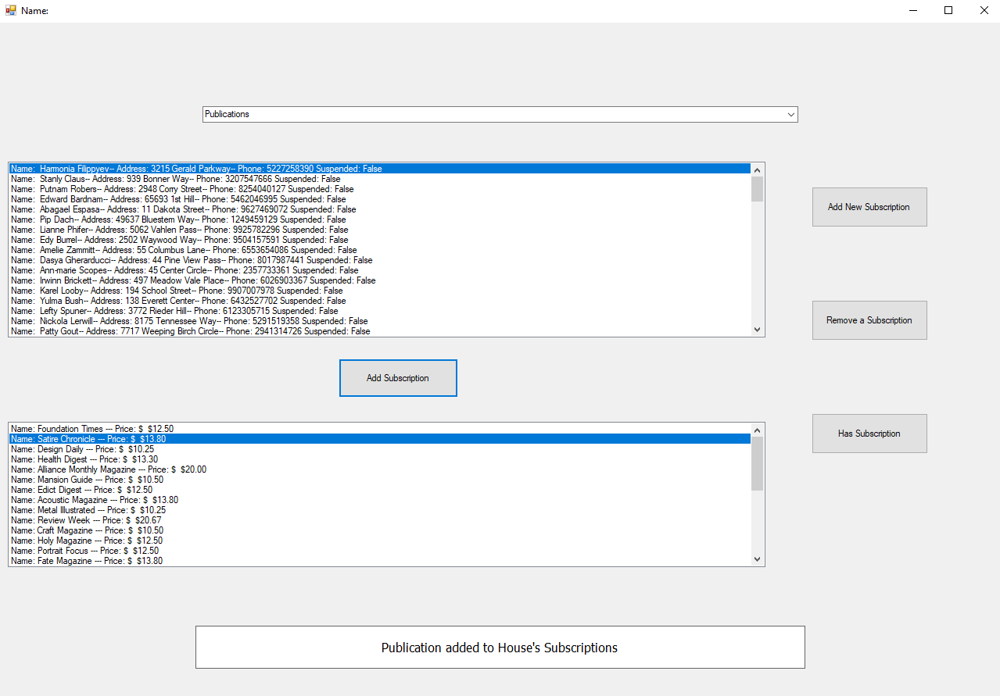 Name:
Publications
Name:  Harmonia Filippyev-- Address: 3215 Gerald Parkway-- Phone: 5227258390 Suspended: False
Name:  Stanly Claus-- Address: 939 Bonner Way-- Phone: 3207547666 Suspended: False
Name:  Putnam Robers-- Address: 2948 Corry Street-- Phone: 8254040127 Suspended: False
Name:  Edward Bardnam-- Address: 65693 1st Hill-- Phone: 5462046995 Suspended: False
Name:  Abagael Espasa-- Address: 11 Dakota Street-- Phone: 9627469072 Suspended: False
Name:  Pip Dach-- Address: 49637 Bluestem Way-- Phone: 1249459129 Suspended: False
Name:  Lianne Phifer-- Address: 5062 Vahlen Pass-- Phone: 9925782296 Suspended: False
Name:  Edy Burrel-- Address: 2502 Waywood Way-- Phone: 9504157591 Suspended: False
Name:  Amelie Zammitt-- Address: 55 Columbus Lane-- Phone: 6553654086 Suspended: False
Name:  Dasya Gherarducci-- Address: 44 Pine View Pass-- Phone: 8017987441 Suspended: False
Name:  Ann-marie Scopes-- Address: 45 Center Circle-- Phone: 2357733361 Suspended: False
Name:  Irwinn Brickett-- Address: 497 Meadow Vale Place-- Phone: 6026903367 Suspended: False
Name:  Karel Looby-- Address: 194 School Street-- Phone: 9907007978 Suspended: False
Name:  Yulma Bush-- Address: 138 Everett Center-- Phone: 6432527702 Suspended: False
Name:  Lefty Spuner-- Address: 3772 Rieder Hill-- Phone: 6123305715 Suspended: False
Name:  Nickola Lerwill-- Address: 8175 Tennessee Way-- Phone: 5291519358 Suspended: False
Name:  Patty Gout-- Address: 7717 Weeping Birch Circle-- Phone: 2941314726 Suspended: False
Add New Subscription
Remove a Subscription
Add Subscription
Has Subscription
Name: Foundation Times --- Price: $  $12.50
Name: Satire Chronicle --- Price: $  $13.80
Name: Design Daily --- Price: $  $10.25
Name: Health Digest --- Price: $  $13.30
Name: Alliance Monthly Magazine --- Price: $  $20.00
Name: Mansion Guide --- Price: $  $10.50
Name: Edict Digest --- Price: $  $12.50
Name: Acoustic Magazine --- Price: $  $13.80
Name: Metal Illustrated --- Price: $  $10.25
Name: Review Week --- Price: $  $20.67
Name: Craft Magazine --- Price: $  $10.50
Name: Holy Magazine --- Price: $  $12.50
Name: Portrait Focus --- Price: $  $12.50
Name: Fate Magazine --- Price: $  $13.80
Publication added to House's Subscriptions